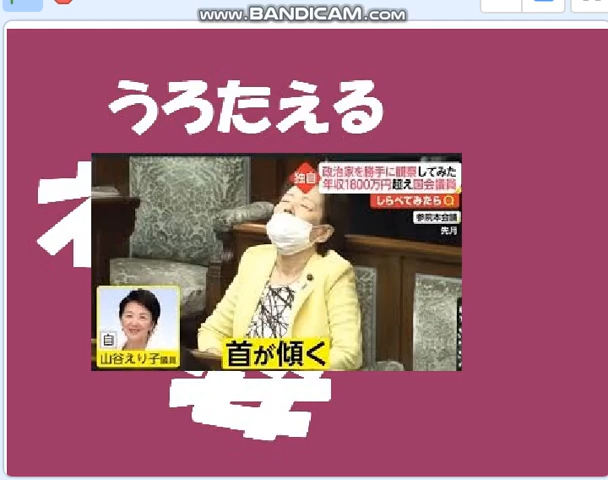 www.BANDICAM.com
うろたえる
独自
政治家を勝手に観察してみた
年収1800万円超え国会議員
しらべてみたら
参院本会議
先月
自
山谷えり子議員
首が傾く